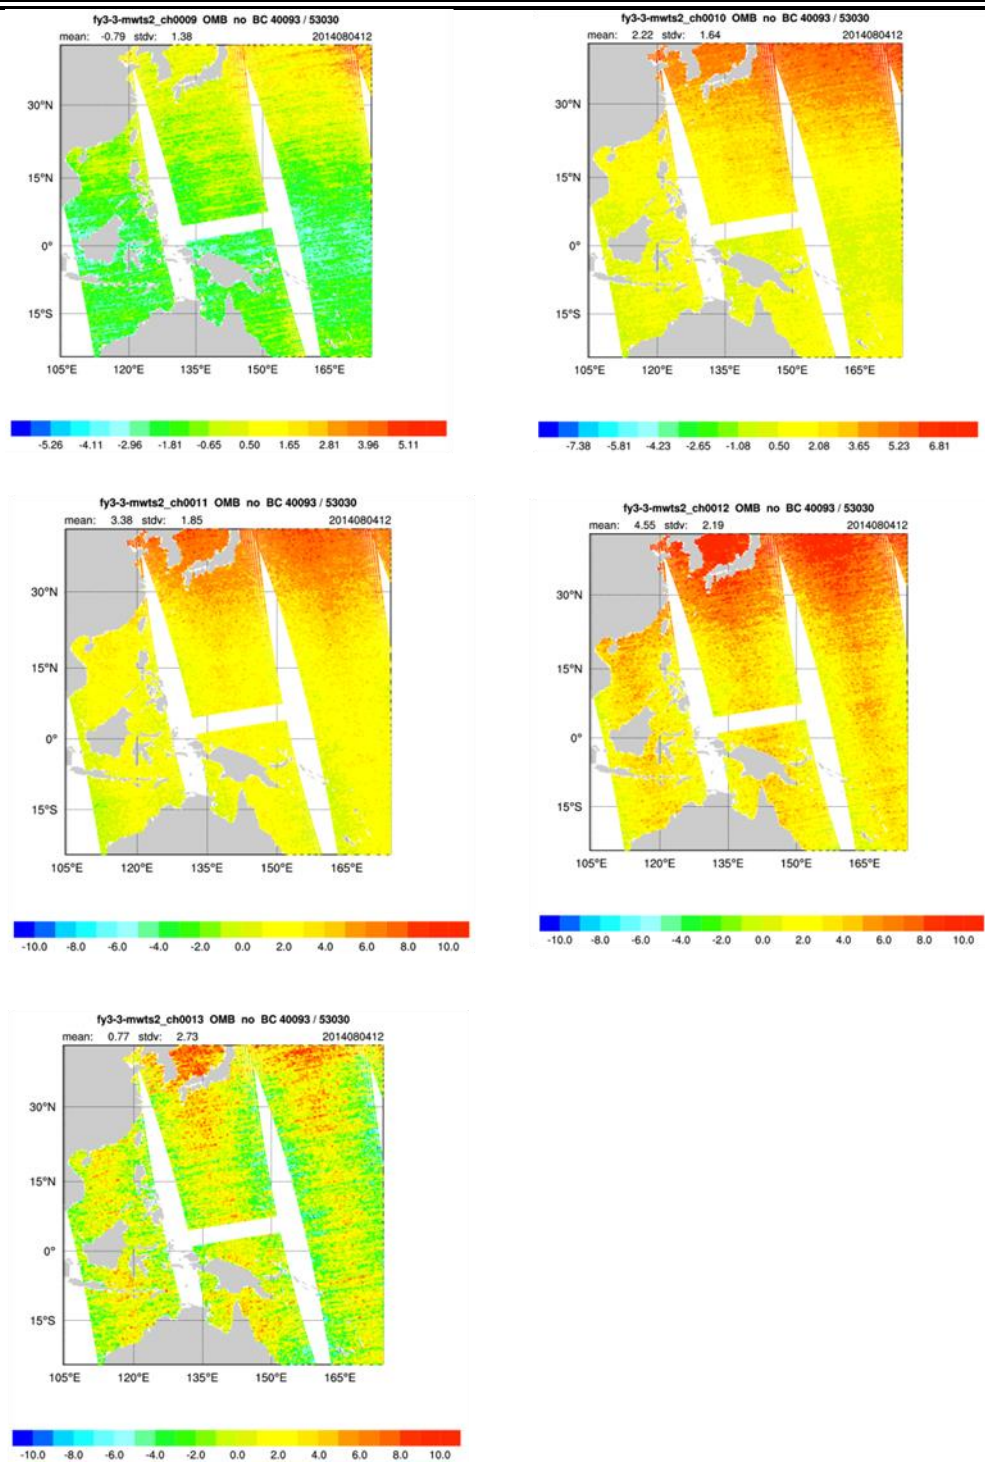 fy3-3-mwts2_ch0009 OMB no BC 40093 / 53030
mean: -0.79 stdv: 1.38 2014080412
30°N
15°N
0°
15°S
105°E 120°E 135°E 150°E 165°E
-5.26 -4.11 -2.96 -1.81 -0.65 0.50 1.65 2.81 3.96 5.11
fy3-3-mwts2_ch0010 OMB no BC 40093 / 53030
mean: 2.22 stdv: 1.64 2014080412
30°N
15°N
0°
15°S
105°E 120°E 135°E 150°E 165°E
-7.38 -5.81 -4.23 -2.65 -1.08 0.50 2.08 3.65 5.23 6.81
fy3-3-mwts2_ch0011 OMB no BC 40093 / 53030
mean: 3.38 stdv: 1.85 2014080412
30°N
15°N
0°
15°S
105°E 120°E 135°E 150°E 165°E
-10.0 -8.0 -6.0 -4.0 -2.0 0.0 2.0 4.0 6.0 8.0 10.0
fy3-3-mwts2_ch0012 OMB no BC 40093 / 53030
mean: 4.55 stdv: 2.19 2014080412
30°N
15°N
0°
15°S
105°E 120°E 135°E 150°E 165°E
-10.0 -8.0 -6.0 -4.0 -2.0 0.0 2.0 4.0 6.0 8.0 10.0
fy3-3-mwts2_ch0013 OMB no BC 40093 / 53030
mean: 0.77 stdv: 2.73 2014080412
30°N
15°N
0°
15°S
105°E 120°E 135°E 150°E 165°E
-10.0 -8.0 -6.0 -4.0 -2.0 0.0 2.0 4.0 6.0 8.0 10.0